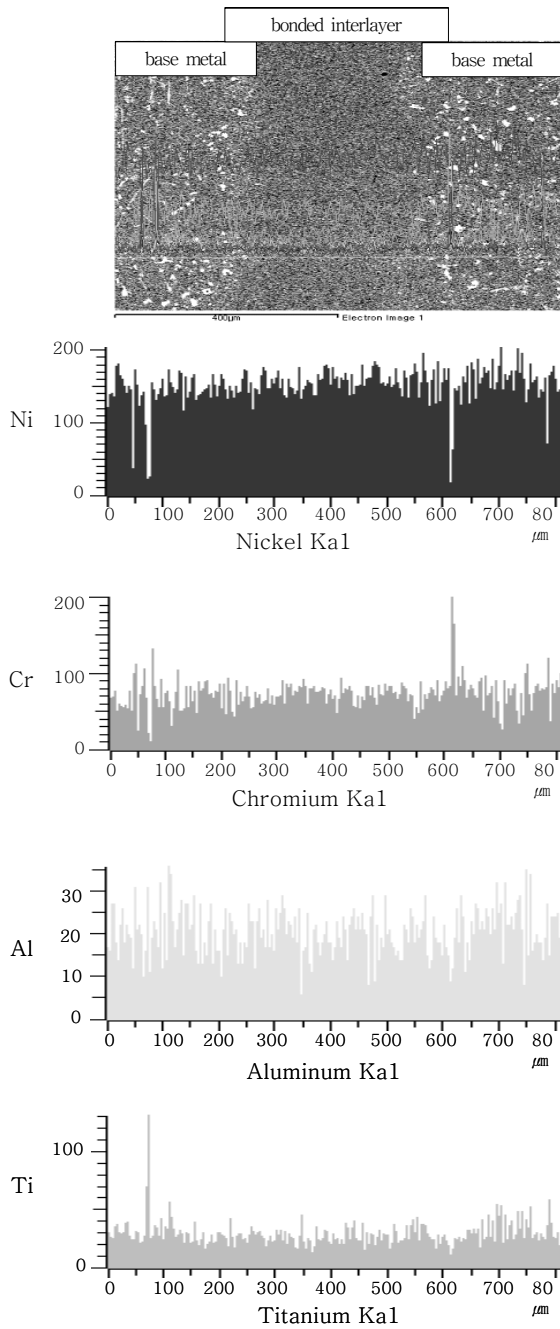 bonded interlayer
base metal
base metal
400μm
Electron Image 1
200
Ni
100
0
0 100 200 300 400 500 600 700 80
Nickel Ka1
㎛
200
Cr
100
0
0 100 200 300 400 500 600 700 80
Chromium Ka1
㎛
30
Al
20
10
0
0 100 200 300 400 500 600 700 80
Aluminum Ka1
㎛
100
Ti
0
0 100 200 300 400 500 600 700 80
Titanium Ka1
㎛